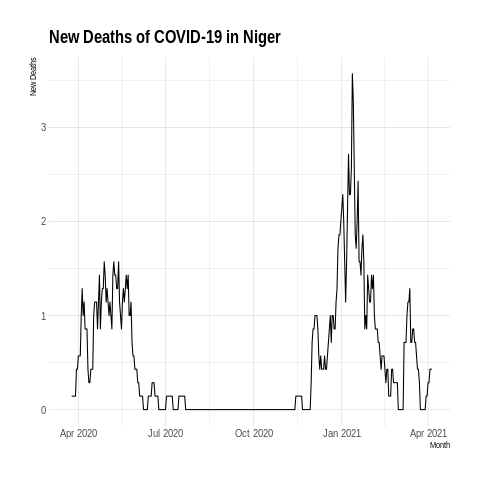 New Deaths of COVID-19 in Niger
New Deaths
3
2
1
0
Apr 2020 Jul 2020 Oct 2020 Jan 2021 Apr 2021
Month